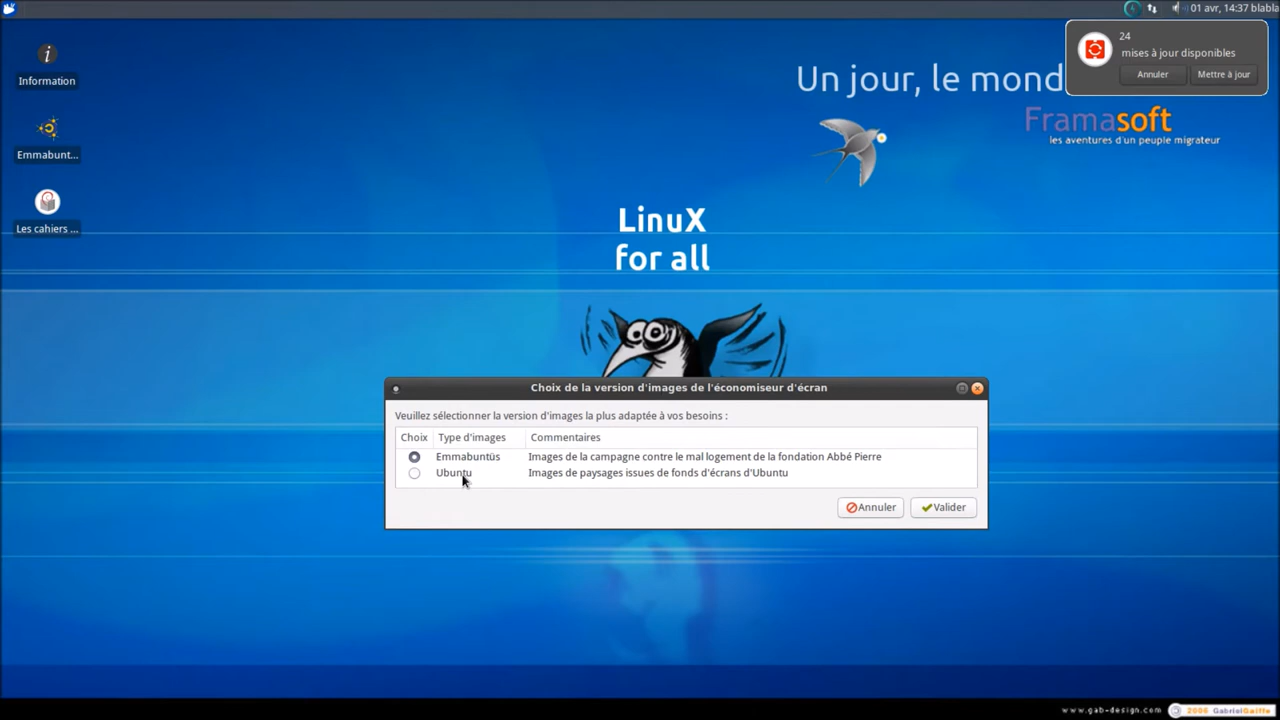 01 avr, 14:37 blabla
24
mises à jour disponibles
Annuler
Mettre à jour
Information
Emmabunt...
Les cahiers ...
Un jour, le mond
Framasoft
les aventures d'un peuple migrateur
LinuX
for all
Choix de la version d'images de l'économiseur d'écran
Veuillez sélectionner la version d'images la plus adaptée à vos besoins :
Choix Type d'images Commentaires
Emmabuntüs Images de la campagne contre le mal logement de la fondation Abbé Pierre
Ubuntu Images de paysages issues de fonds d'écrans d'Ubuntu
Annuler
Valider
www.gab-design.com
2006 GabrielGaiffe